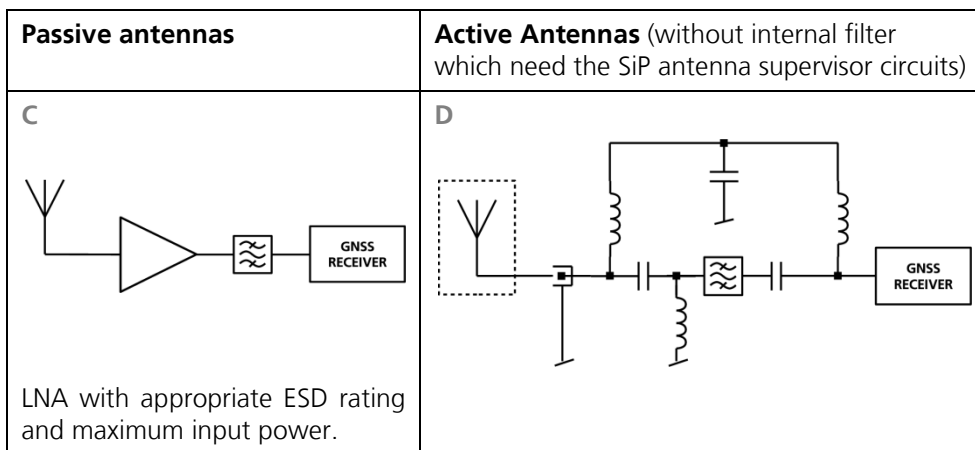 Passive antennas
Active Antennas (without internal filter
which need the SiP antenna supervisor circuits)
C
GNSS
RECEIVER
LNA with appropriate ESD rating
and maximum input power.
D
GNSS
RECEIVER